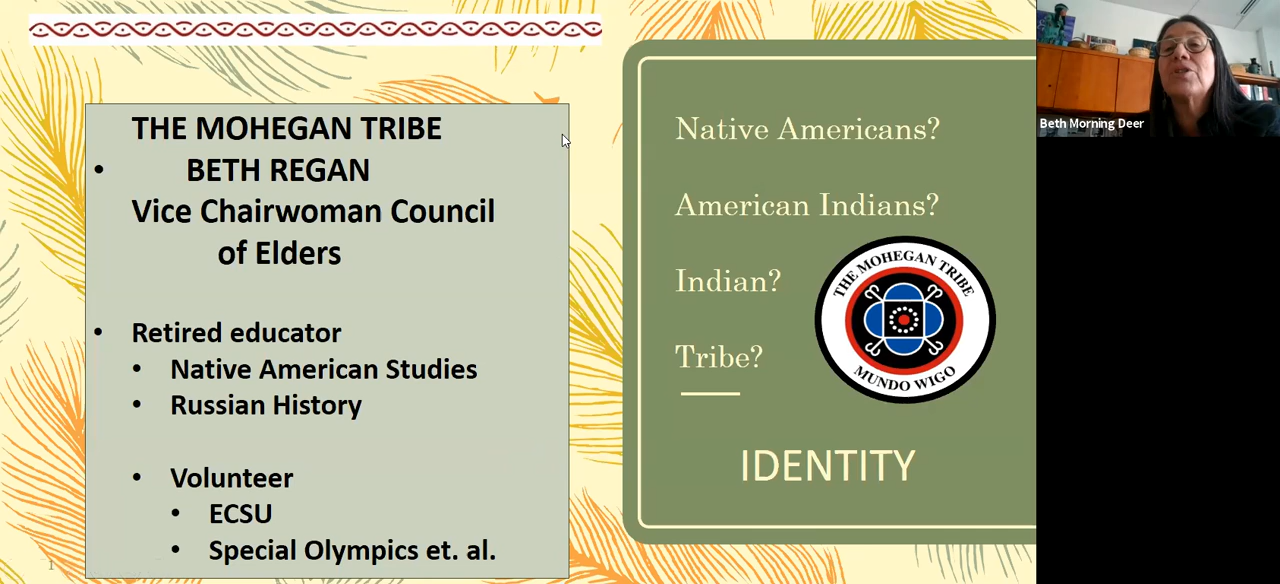 THE MOHEGAN TRIBE
• BETH REGAN
Vice Chairwoman Council
of Elders
• Retired educator
• Native American Studies
• Russian History
• Volunteer
• ECSU
• Special Olympics et. al.
1
Native Americans?
American Indians?
Indian?
Tribe?
THE MOHEGAN TRIBE
MUNDO WIGO
IDENTITY
Beth Morning Deer